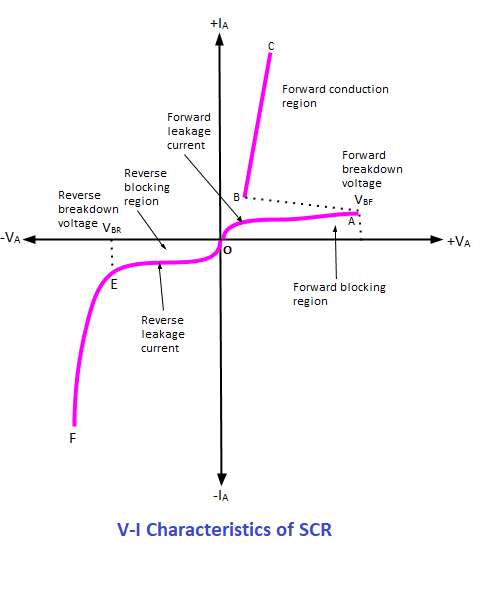 +IA
C
Forward conduction
region
Forward
leakage
current
Forward
breakdown
voltage
VBF
Reverse
blocking
region
Reverse
breakdown
voltage VBR
B
A
-VA
+VA
O
E
Forward blocking
region
Reverse
leakage
current
F
-IA
V-I Characteristics of SCR